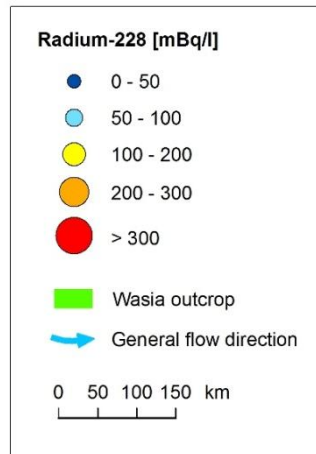 Radium-228 [mBq/l]
0 - 50
50 - 100
100 - 200
200 - 300
> 300
Wasia outcrop
General flow direction
0 50 100 150 km